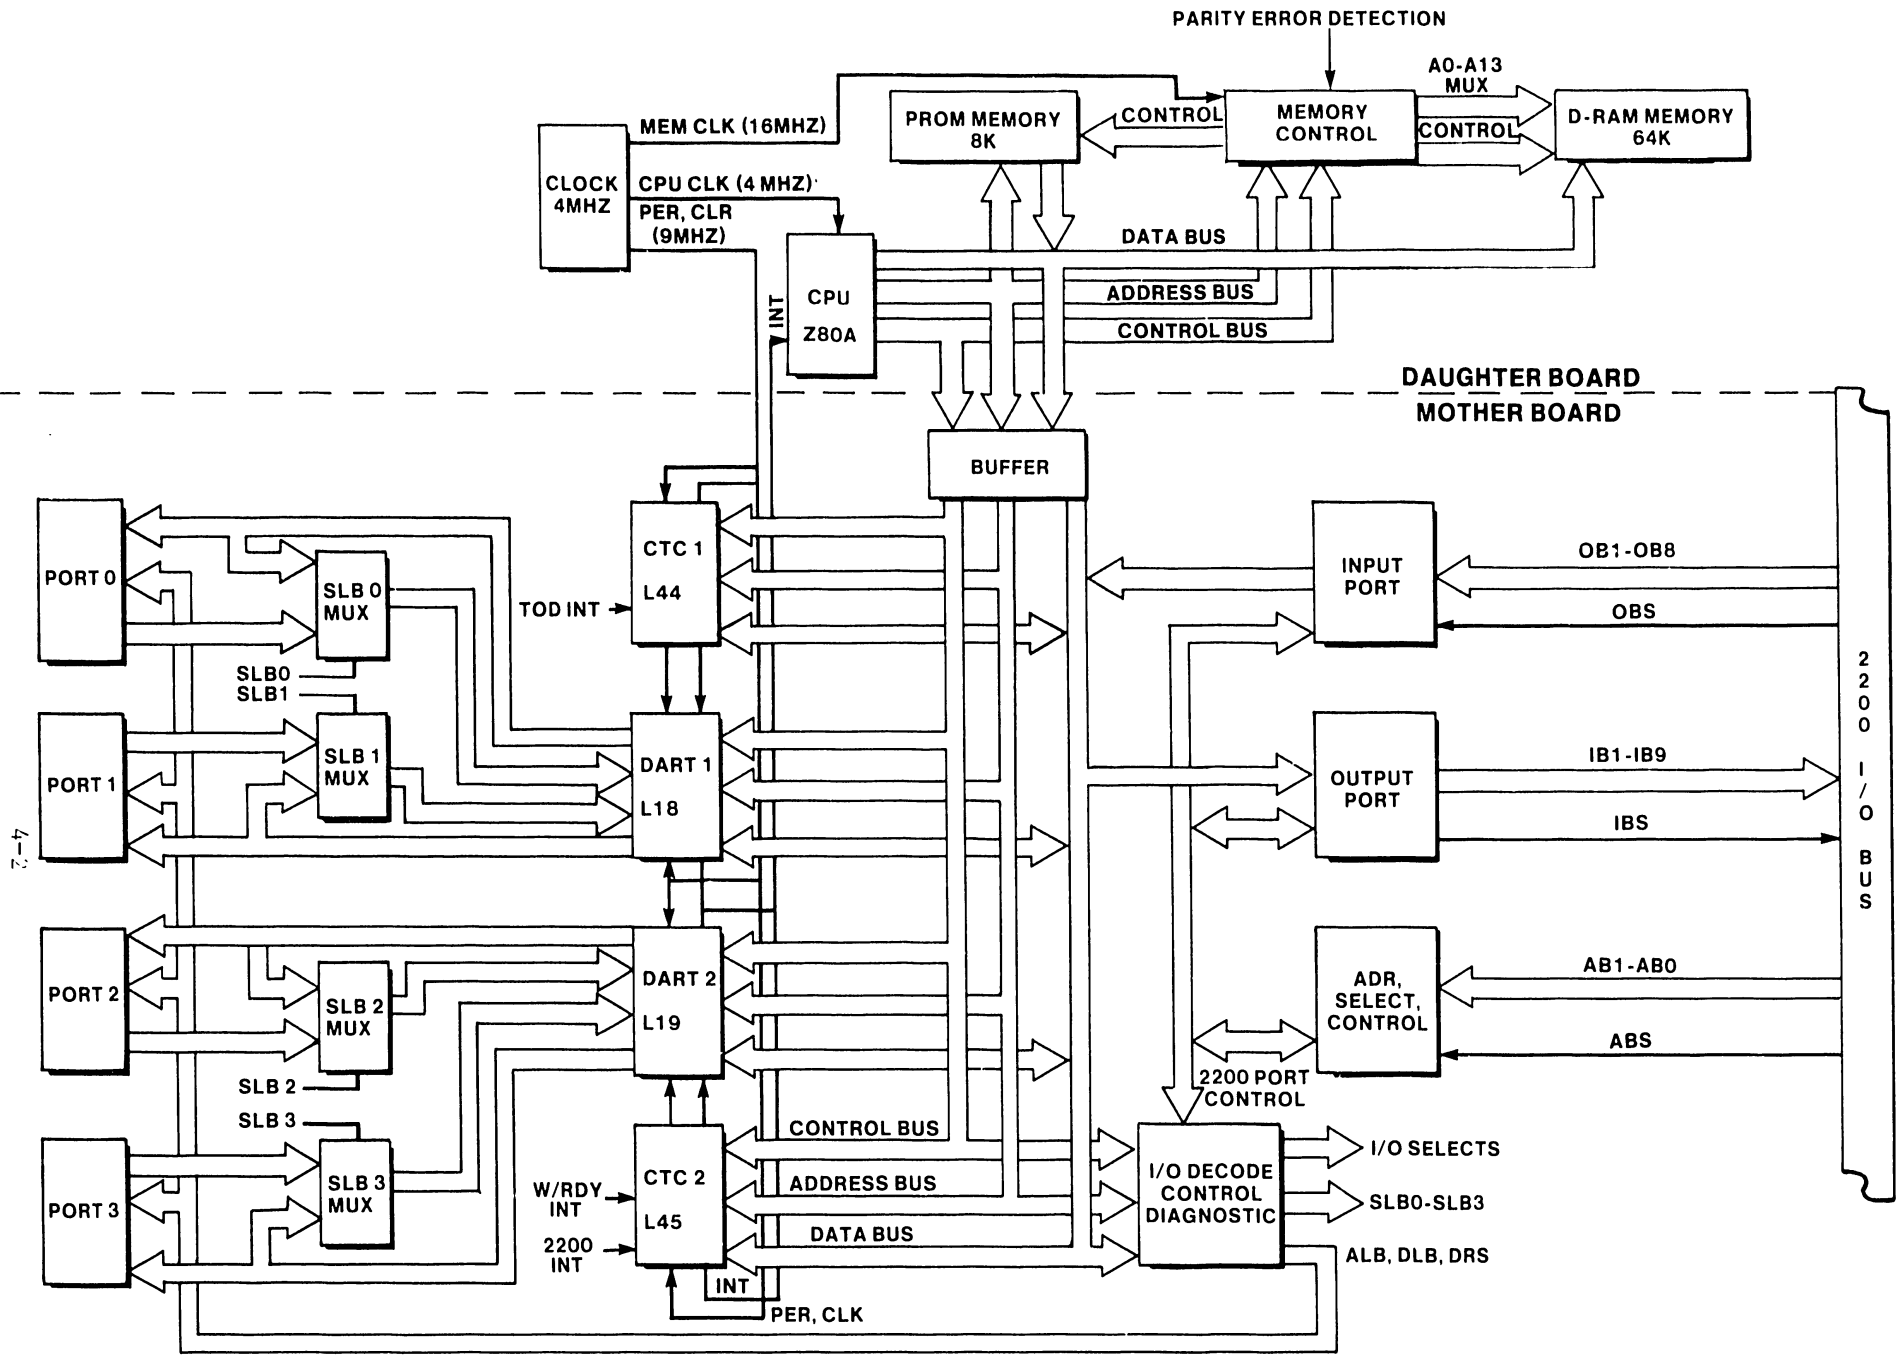 PARITY ERROR DETECTION
A0-A13
MUX
MEM CLK (16MHZ)
PROM MEMORY
8K
CONTROL
MEMORY
CONTROL
CONTROL
D-RAM MEMORY
64K
CLOCK
4MHZ
CPU CLK (4 MHZ)
PER, CLR
(9MHZ)
DATA BUS
INT
CPU
Z80A
ADDRESS BUS
CONTROL BUS
DAUGHTER BOARD
MOTHER BOARD
BUFFER
PORT 0
SLB 0
MUX
CTC 1
L44
TOD INT
INPUT
PORT
OB1-OB8
OBS
SLB0
SLB1
PORT 1
SLB 1
MUX
DART 1
L18
OUTPUT
PORT
IB1-IB9
IBS
2200 I/O BUS
4-2
PORT 2
SLB 2
MUX
DART 2
L19
ADR,
SELECT,
CONTROL
AB1-AB0
ABS
SLB 2
2200 PORT
CONTROL
SLB 3
PORT 3
SLB 3
MUX
CTC 2
L45
W/RDY
INT
2200
INT
CONTROL BUS
ADDRESS BUS
DATA BUS
I/O DECODE
CONTROL
DIAGNOSTIC
I/O SELECTS
SLB0-SLB3
ALB, DLB, DRS
INT
PER, CLK